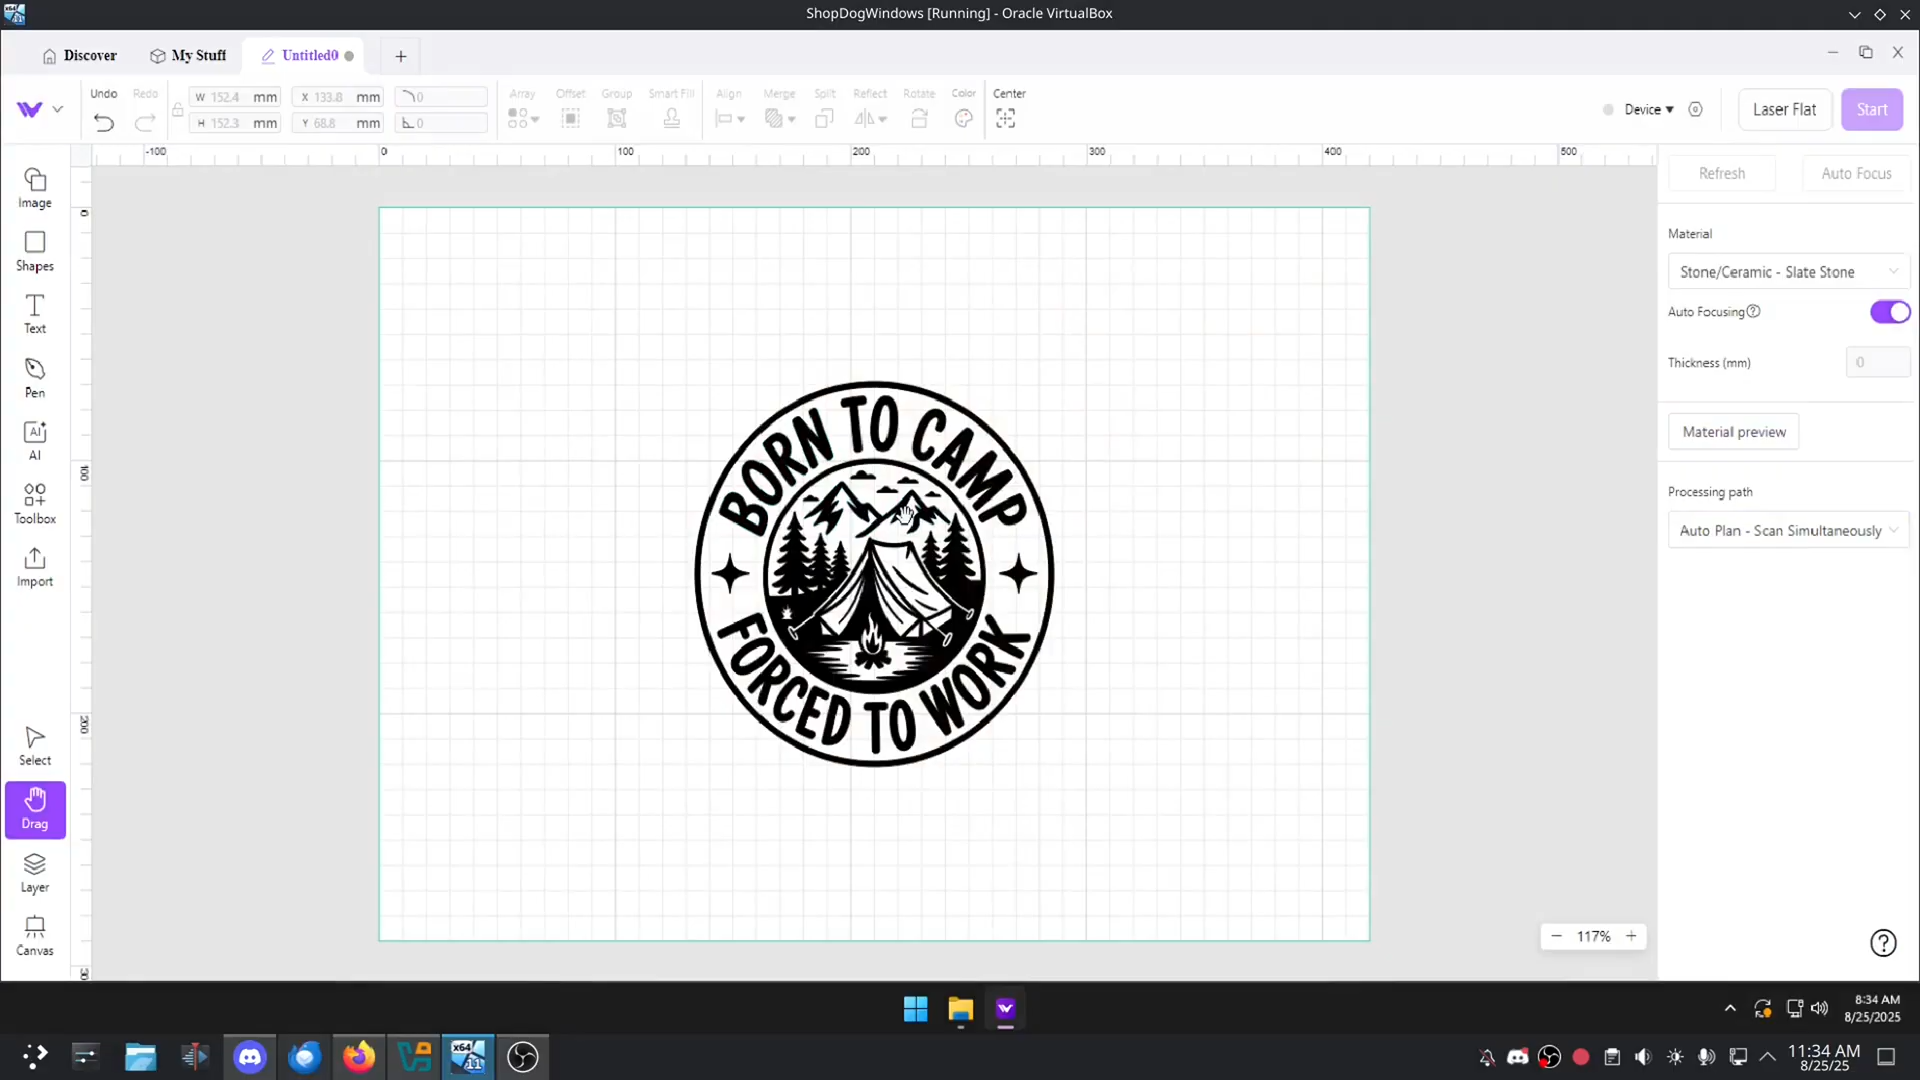 ShopDogWindows [Running] - Oracle VirtualBox
Discover
My Stuff
Untitled0
Undo
Redo
W 152.4 mm
H 152.3 mm
X 133.8 mm
Y 68.8 mm
0
0
Array
Offset
Group
Smart Fill
Align
Merge
Split
Reflect
Rotate
Color
Center
Device
Laser Flat
Start
-100
0
100
200
300
400
500
0
100
200
Image
Shapes
Text
Pen
AI
AI
Toolbox
Import
Select
Drag
Layer
Canvas
BORN TO CAMP
FORCED TO WORK
Refresh
Auto Focus
Material
Stone/Ceramic - Slate Stone
Auto Focusing
Thickness (mm)
0
Material preview
Processing path
Auto Plan - Scan Simultaneously
117%
8:34 AM
8/25/2025
11:34 AM
8/25/25